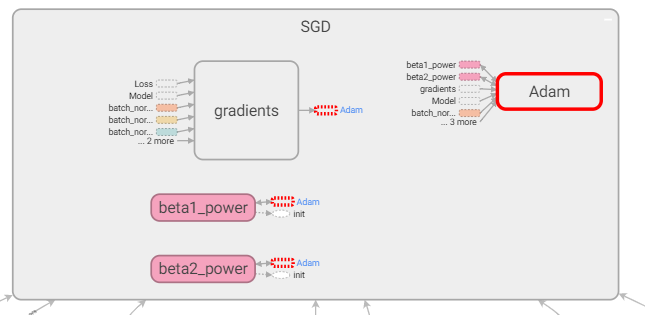 SGD
Loss
Model
batch_nor...
batch_nor...
batch_nor...
... 2 more
gradients
Adam
beta1_power
beta2_power
gradients
Model
batch_nor...
... 3 more
Adam
beta1_power
Adam
init
beta2_power
Adam
init